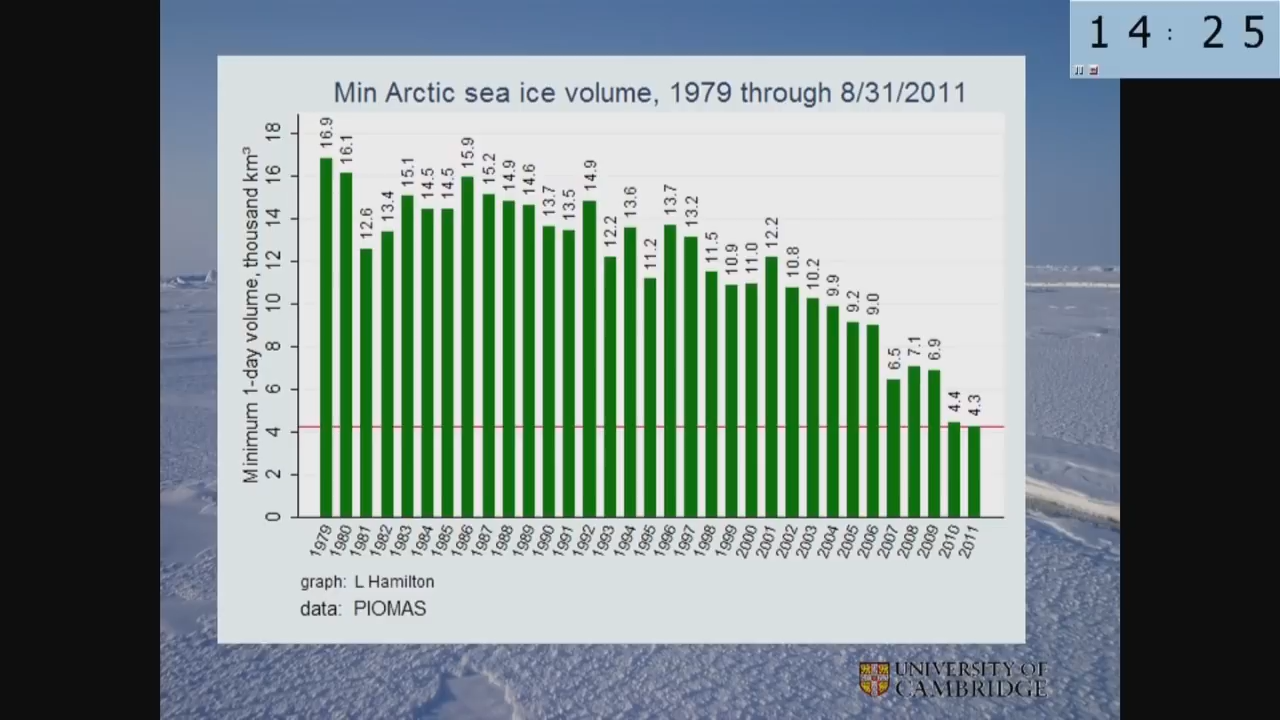 14:25
Min Arctic sea ice volume, 1979 through 8/31/2011
Minimum 1-day volume, thousand km³
18
16
14
12
10
8
6
4
2
0
16.9 16.1 12.6 13.4 15.1 14.5 14.5 15.9 15.2 14.9 14.6 13.7 13.5 14.9 12.2 13.6 11.2 13.7 13.2 11.5 10.9 11.0 12.2 10.8 10.2 9.9 9.2 9.0 6.5 7.1 6.9 4.4 4.3
1979 1980 1981 1982 1983 1984 1985 1986 1987 1988 1989 1990 1991 1992 1993 1994 1995 1996 1997 1998 1999 2000 2001 2002 2003 2004 2005 2006 2007 2008 2009 2010 2011
graph: L Hamilton
data: PIOMAS
UNIVERSITY OF
CAMBRIDGE